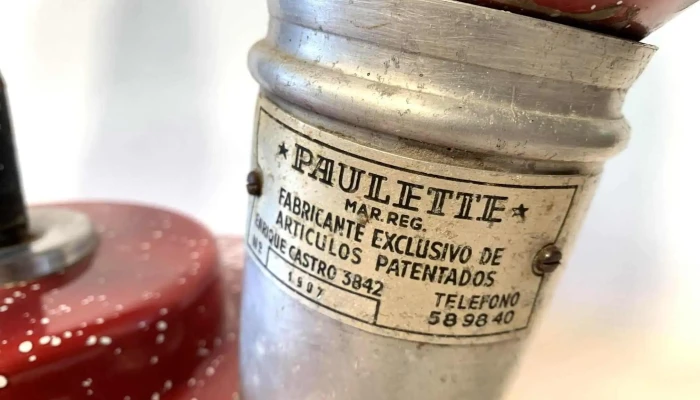 ★PAULETTE★
MAR. REG.
FABRICANTE EXCLUSIVO DE
ARTICULOS PATENTADOS
ENRIQUE CASTRO 3842
Nº 1507
TELEFONO
58 98 40